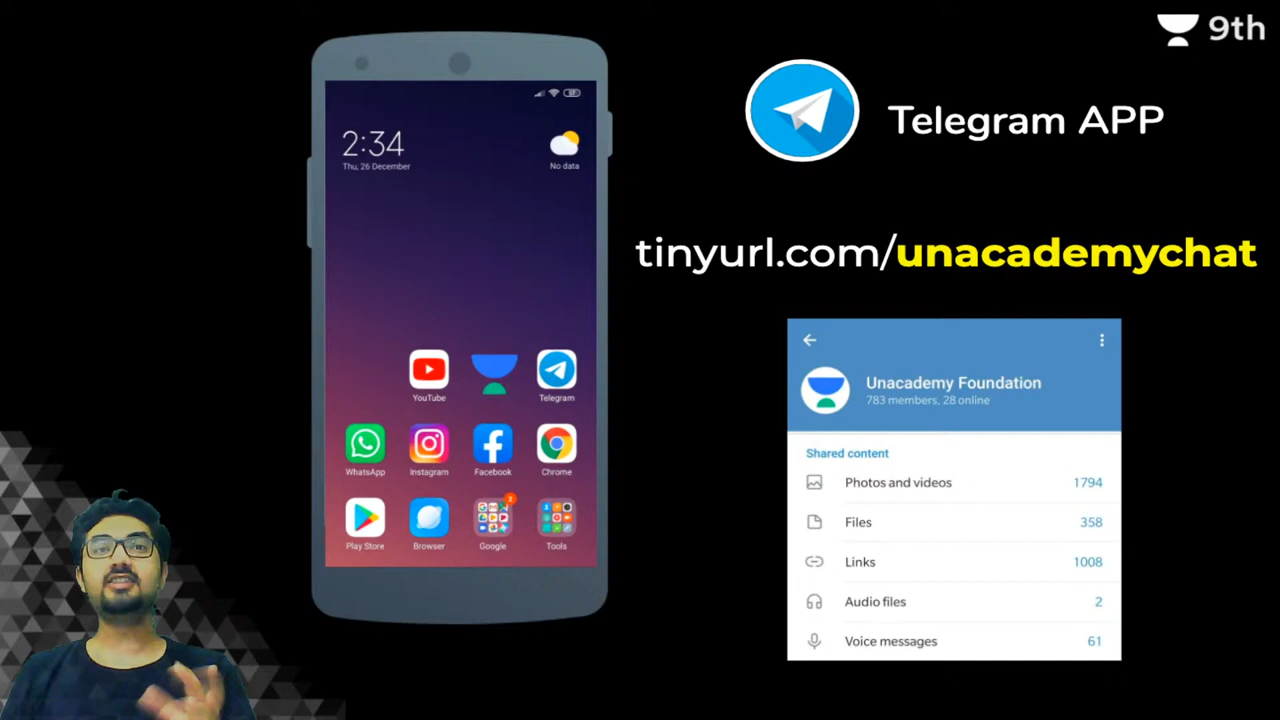 9th
Telegram APP
tinyurl.com/unacademychat
2:34
Thu, 26 December
No data
YouTube
Telegram
WhatsApp
Instagram
Facebook
Chrome
2
Play Store
Browser
Google
Tools
Unacademy Foundation
783 members, 28 online
Shared content
Photos and videos 1794
Files 358
Links 1008
Audio files 2
Voice messages 61